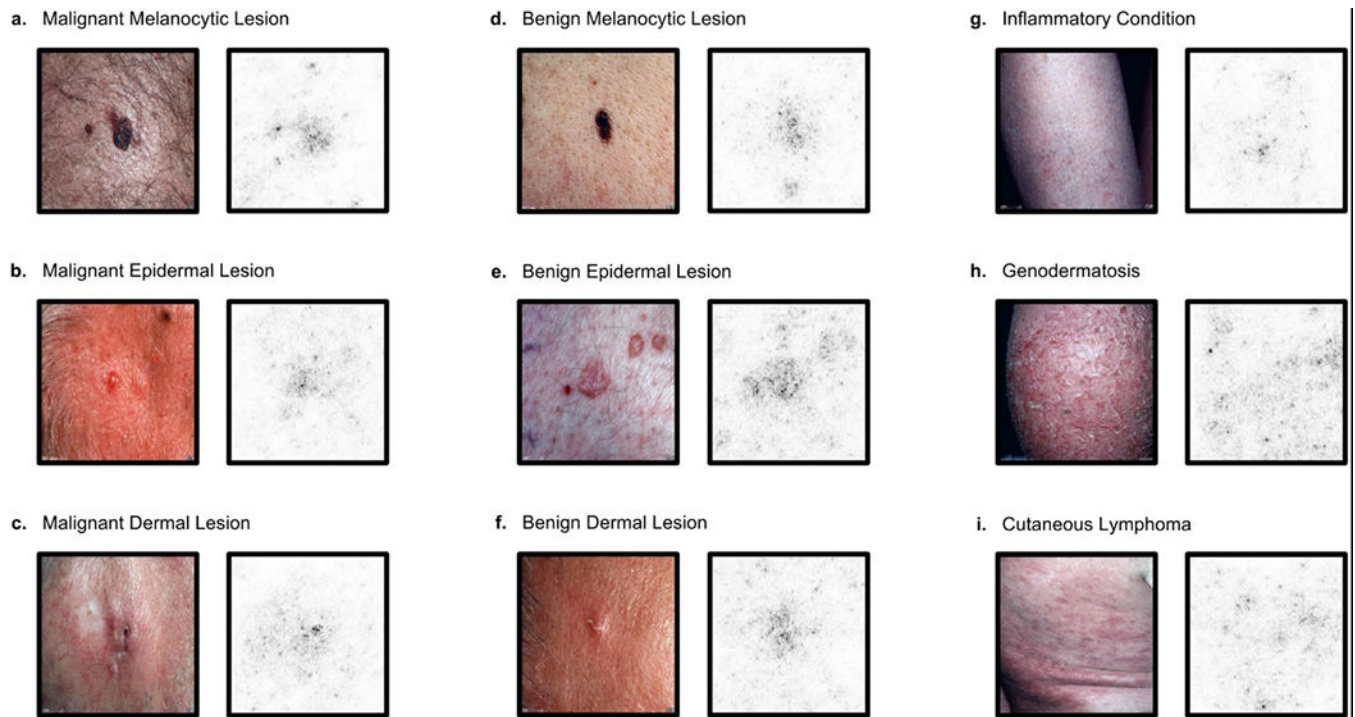 a. Malignant Melanocytic Lesion
d. Benign Melanocytic Lesion
g. Inflammatory Condition
b. Malignant Epidermal Lesion
e. Benign Epidermal Lesion
h. Genodermatosis
c. Malignant Dermal Lesion
f. Benign Dermal Lesion
i. Cutaneous Lymphoma